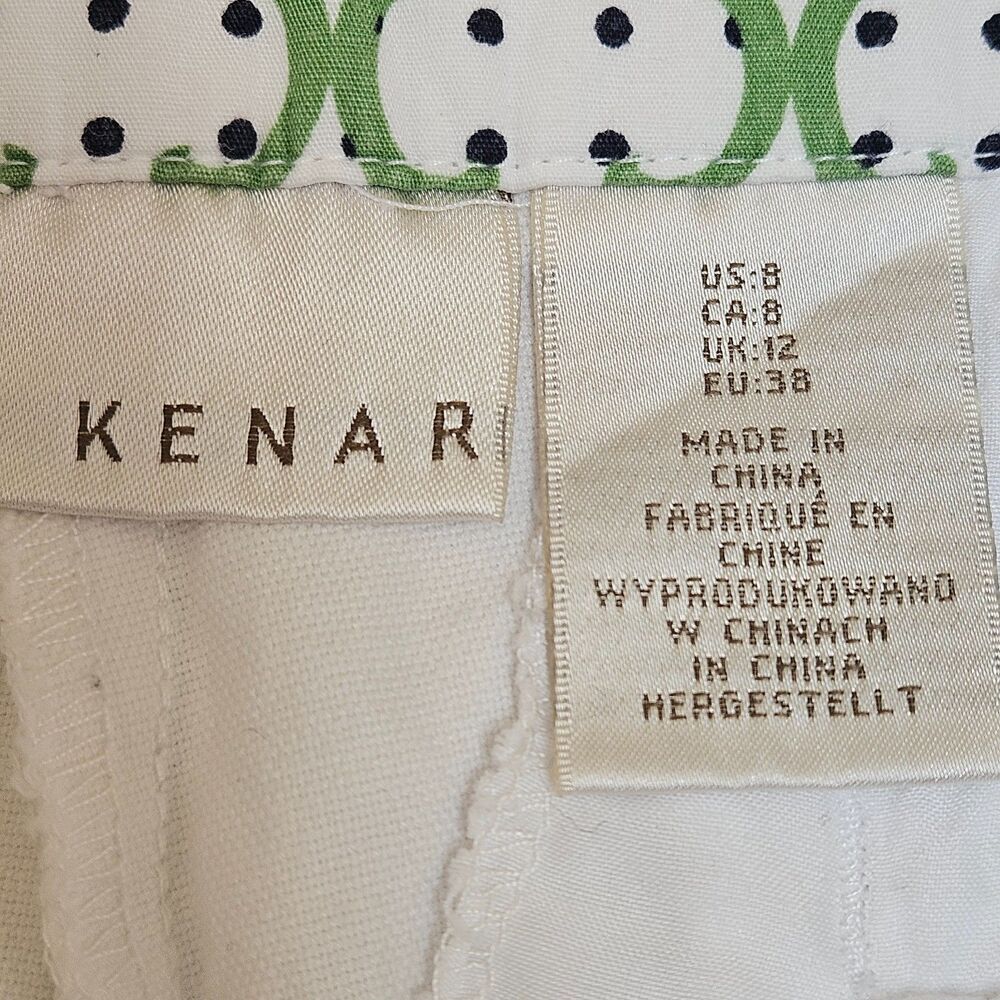 KENAR
US:8
CA:8
UK:12
EU:38
MADE IN
CHINA
FABRIQUÉ EN
CHINE
WYPRODUKOWANO
W CHINACH
IN CHINA
HERGESTELLT